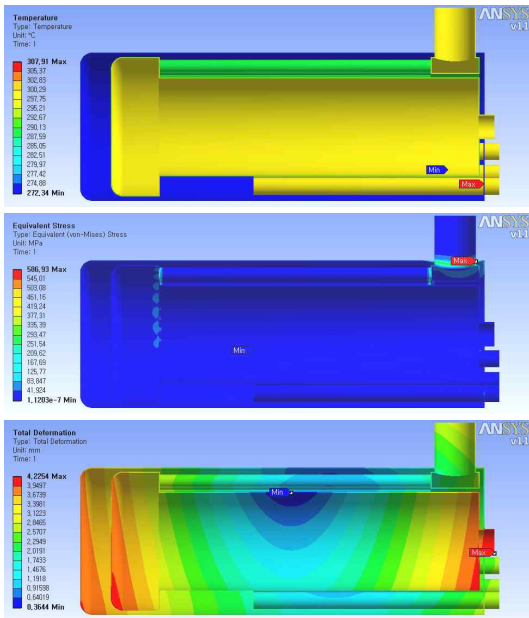 Temperature
Type: Temperature
Unit: °C
Time: 1
307,91 Max
305,37
302,83
300,29
297,75
295,21
292,67
290,13
287,59
285,05
282,51
279,97
277,42
274,88
272,34 Min
ANSYS
v11
Min
Max
Equivalent Stress
Type: Equivalent (von-Mises) Stress
Unit: MPa
Time: 1
586,93 Max
545,01
503,08
461,16
419,24
377,31
335,39
293,47
251,54
209,62
167,69
125,77
83,847
41,924
1,1203e-7 Min
ANSYS
v11
Max
Min
Total Deformation
Type: Total Deformation
Unit: mm
Time: 1
4,2254 Max
3,9497
3,6739
3,3981
3,1223
2,8465
2,5707
2,2949
2,0191
1,7433
1,4676
1,1918
0,91598
0,64019
0,3644 Min
ANSYS
v11
Min
Max